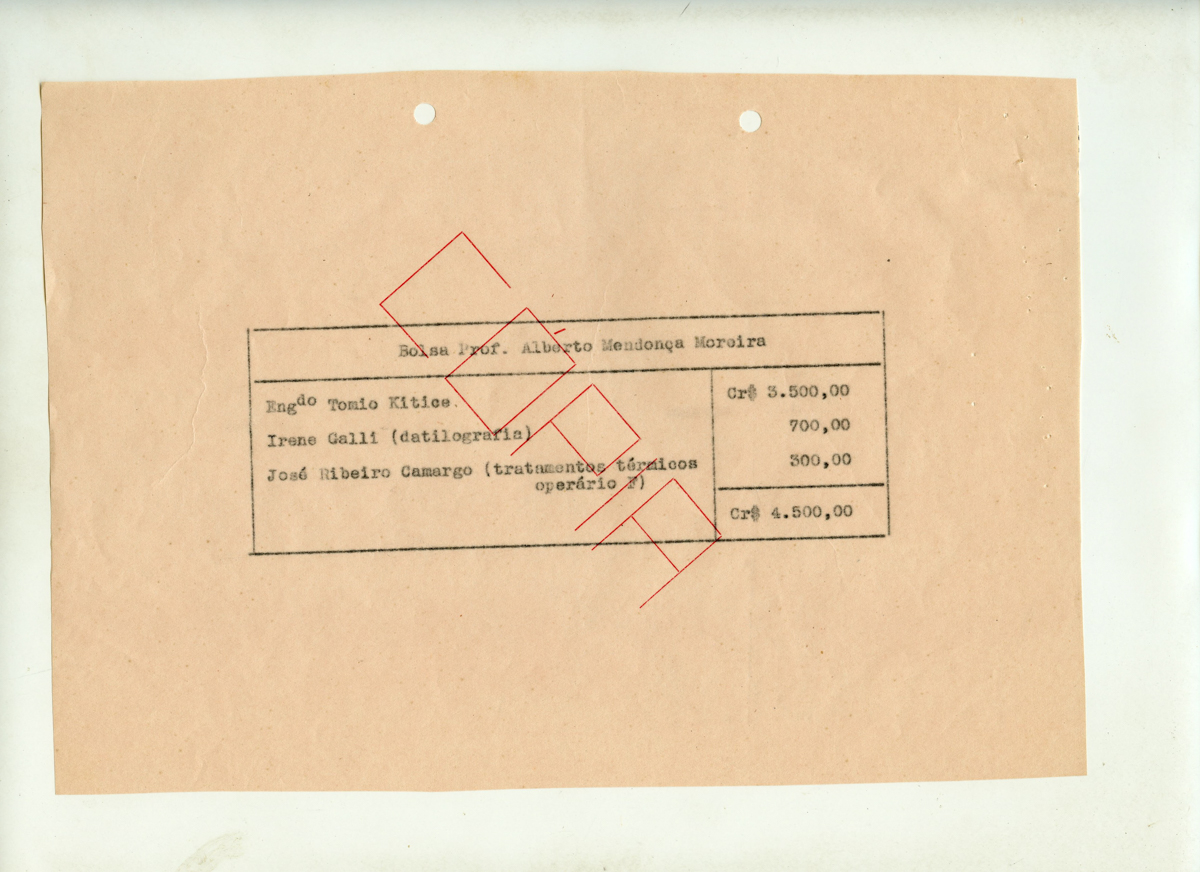 Bolsa Prof. Alberto Mendonça Moreira
Engdo Tomio Kitice. Cr$ 3.500,00
Irene Galli (datilografia) 700,00
José Ribeiro Camargo (tratamentos térmicos 300,00
operário F)
Cr$ 4.500,00